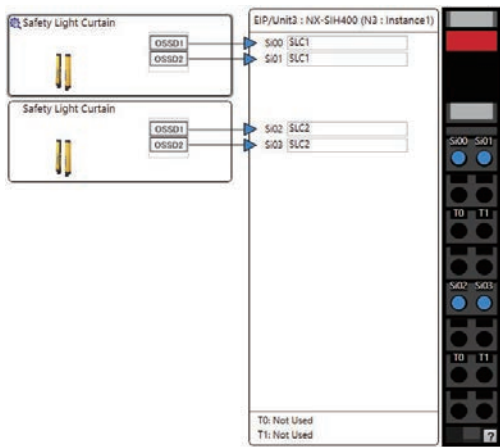 Safety Light Curtain
OSSD1
OSSD2
Safety Light Curtain
OSSD1
OSSD2
EIP/Unit3 : NX-SIH400 (N3 : Instance1)
Si00 SLC1
Si01 SLC1
Si02 SLC2
Si03 SLC2
T0: Not Used
T1: Not Used
Si00 Si01
T0 T1
Si02 Si03
T0 T1
?